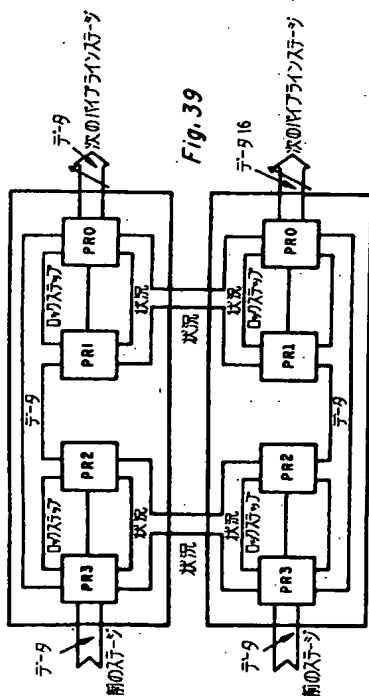 データ
次のパイプラインステージ
PR0
ロックステップ
状況
PR1
データ
PR2
ロックステップ
状況
PR3
データ
前のステージ
Fig. 39
状況
状況
データ 16
次のパイプラインステージ
PR0
ロックステップ
状況
PR1
データ
PR2
ロックステップ
状況
PR3
データ
前のステージ